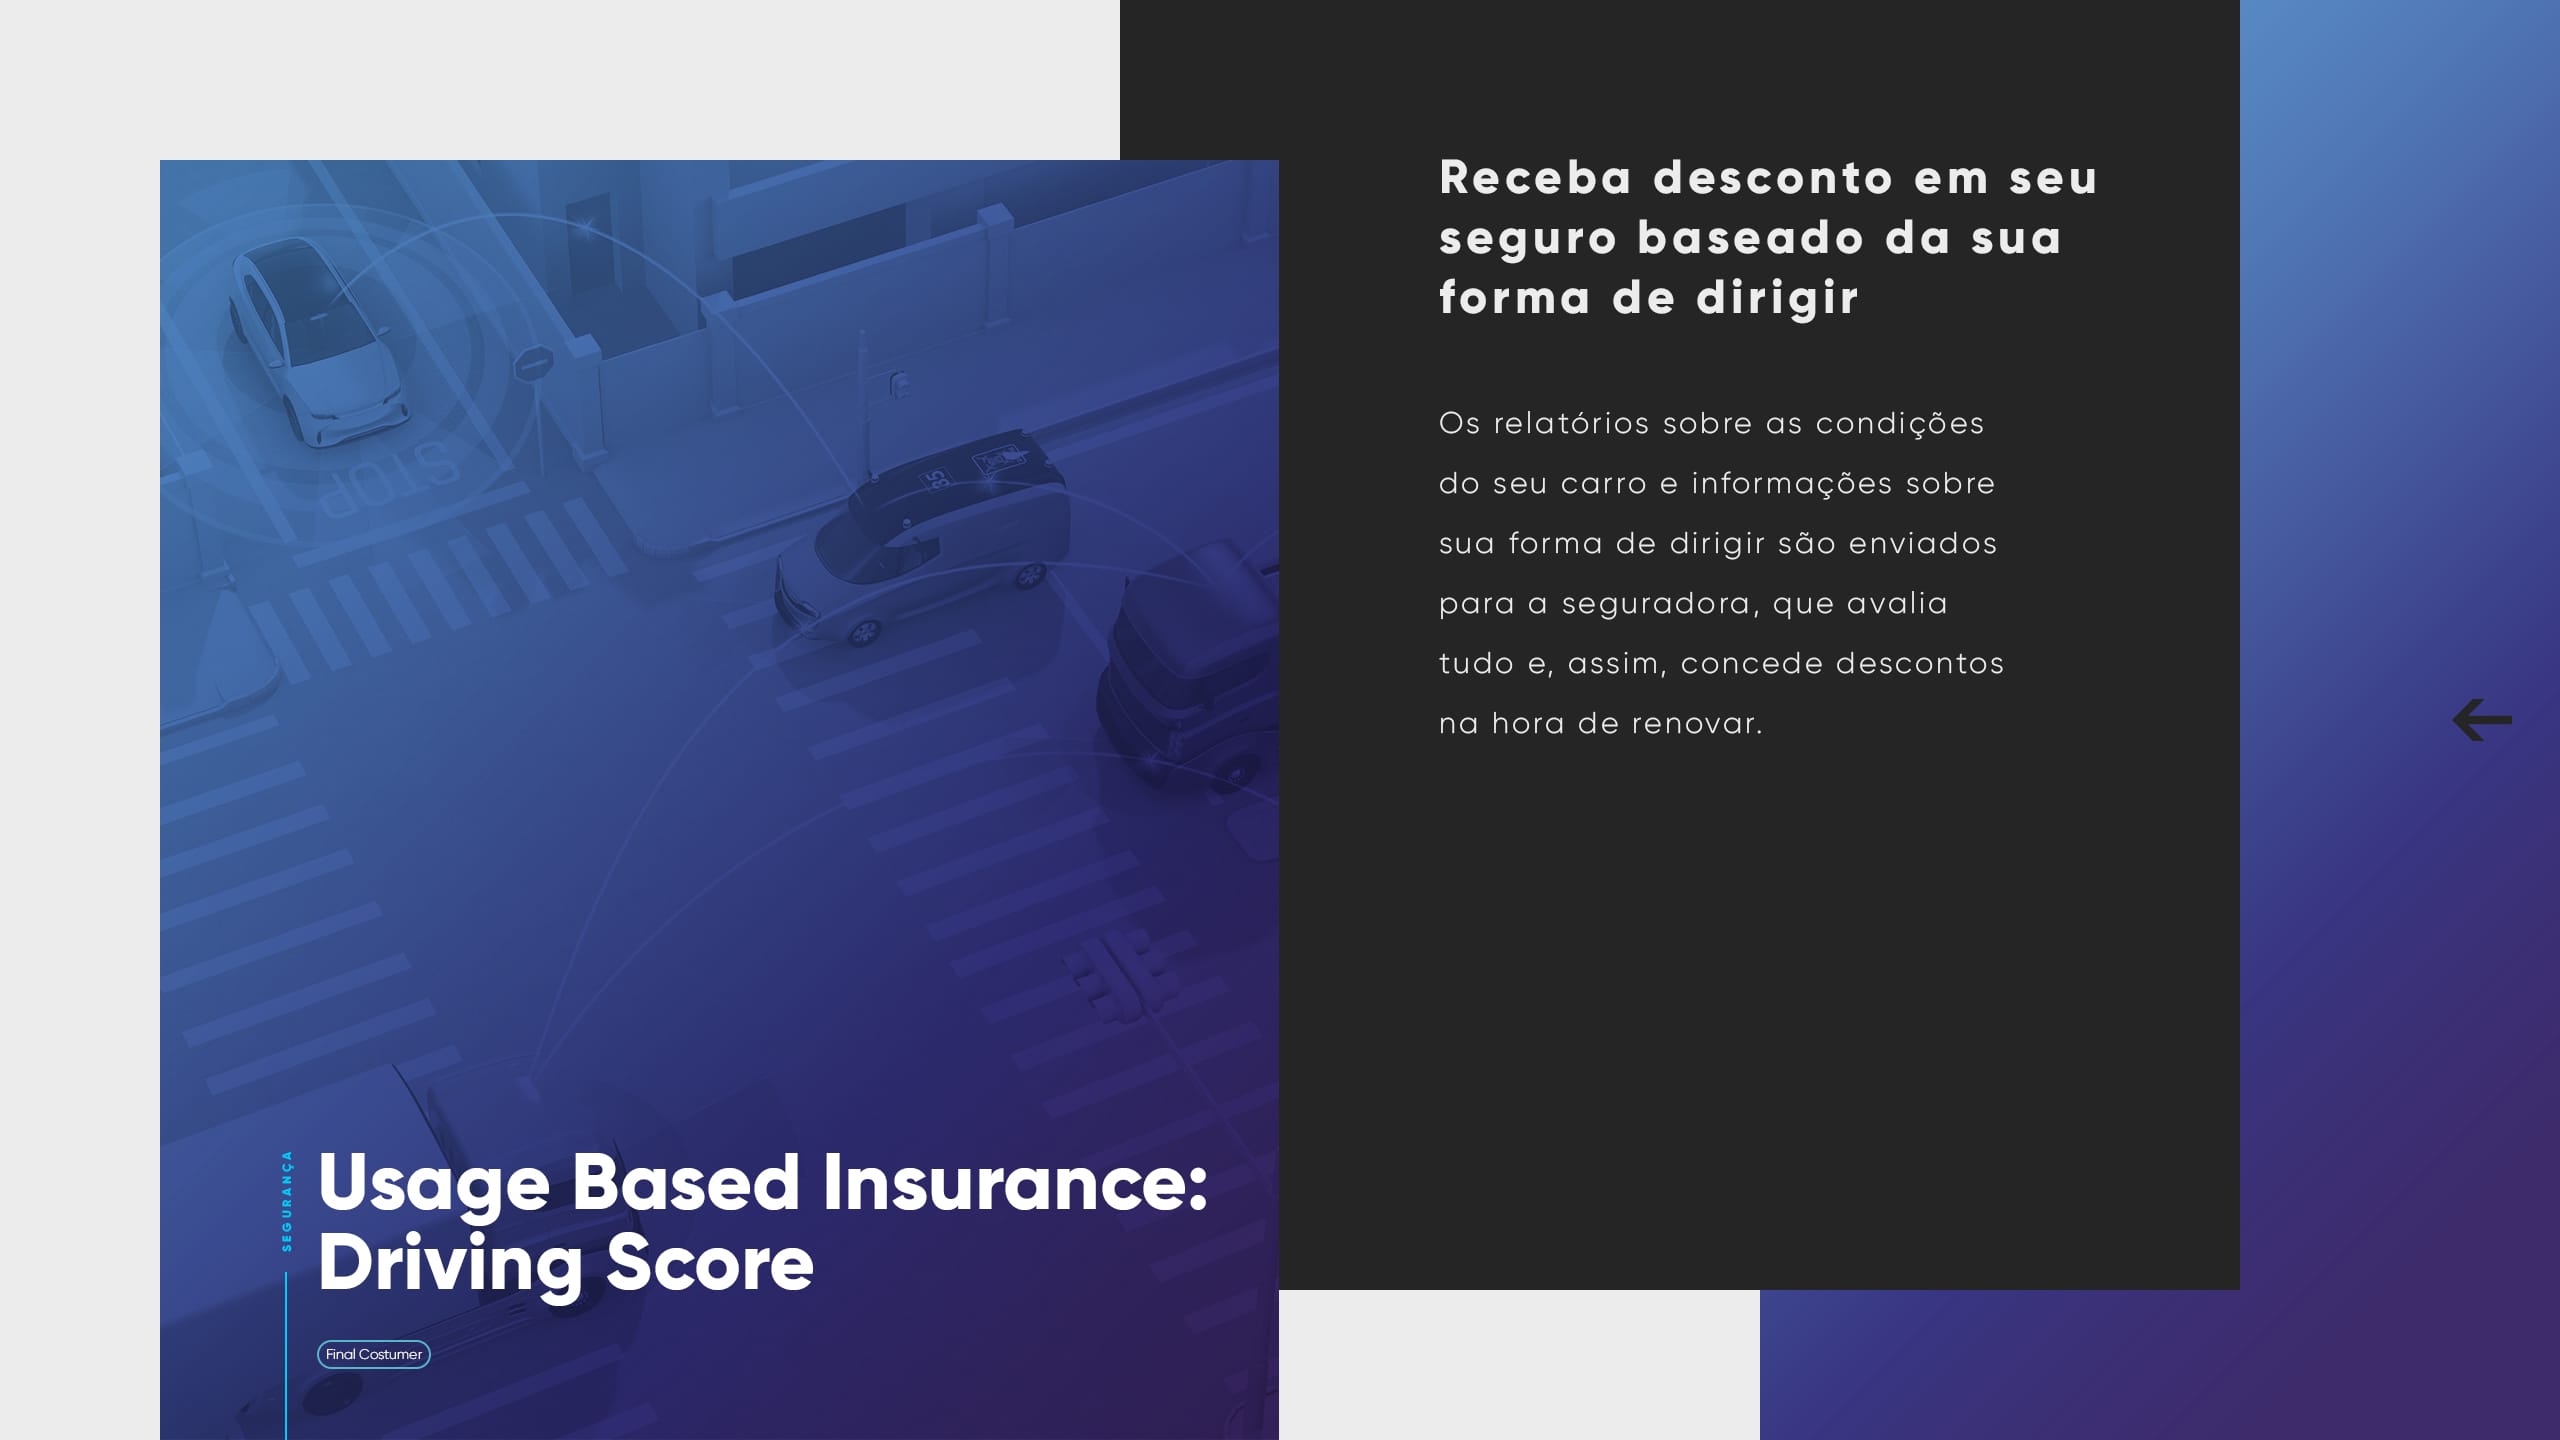 STOP
35
SEGURANÇA
Usage Based Insurance:
Driving Score
Final Costumer
Receba desconto em seu
seguro baseado da sua
forma de dirigir
Os relatórios sobre as condições
do seu carro e informações sobre
sua forma de dirigir são enviados
para a seguradora, que avalia
tudo e, assim, concede descontos
na hora de renovar.